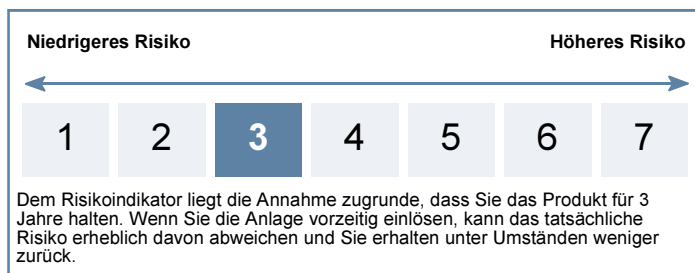 Niedrigeres Risiko Höheres Risiko
1 2 3 4 5 6 7
Dem Risikoindikator liegt die Annahme zugrunde, dass Sie das Produkt für 3
Jahre halten. Wenn Sie die Anlage vorzeitig einlösen, kann das tatsächliche
Risiko erheblich davon abweichen und Sie erhalten unter Umständen weniger
zurück.